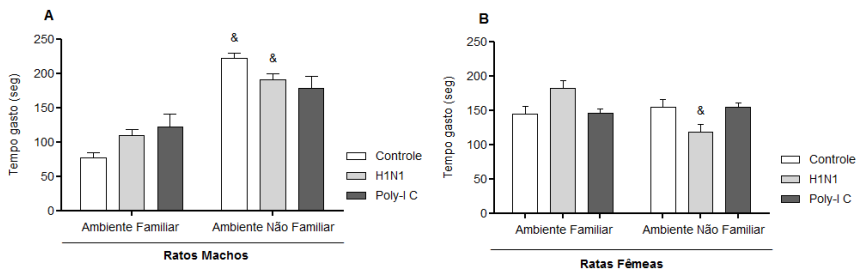 A
Tempo gasto (seg)
250
200
150
100
50
0
&
&
Ambiente Familiar
Ambiente Não Familiar
Ratos Machos
Controle
H1N1
Poly-I C
B
Tempo gasto (seg)
250
200
150
100
50
0
&
Ambiente Familiar
Ambiente Não Familiar
Ratas Fêmeas
Controle
H1N1
Poly-I C